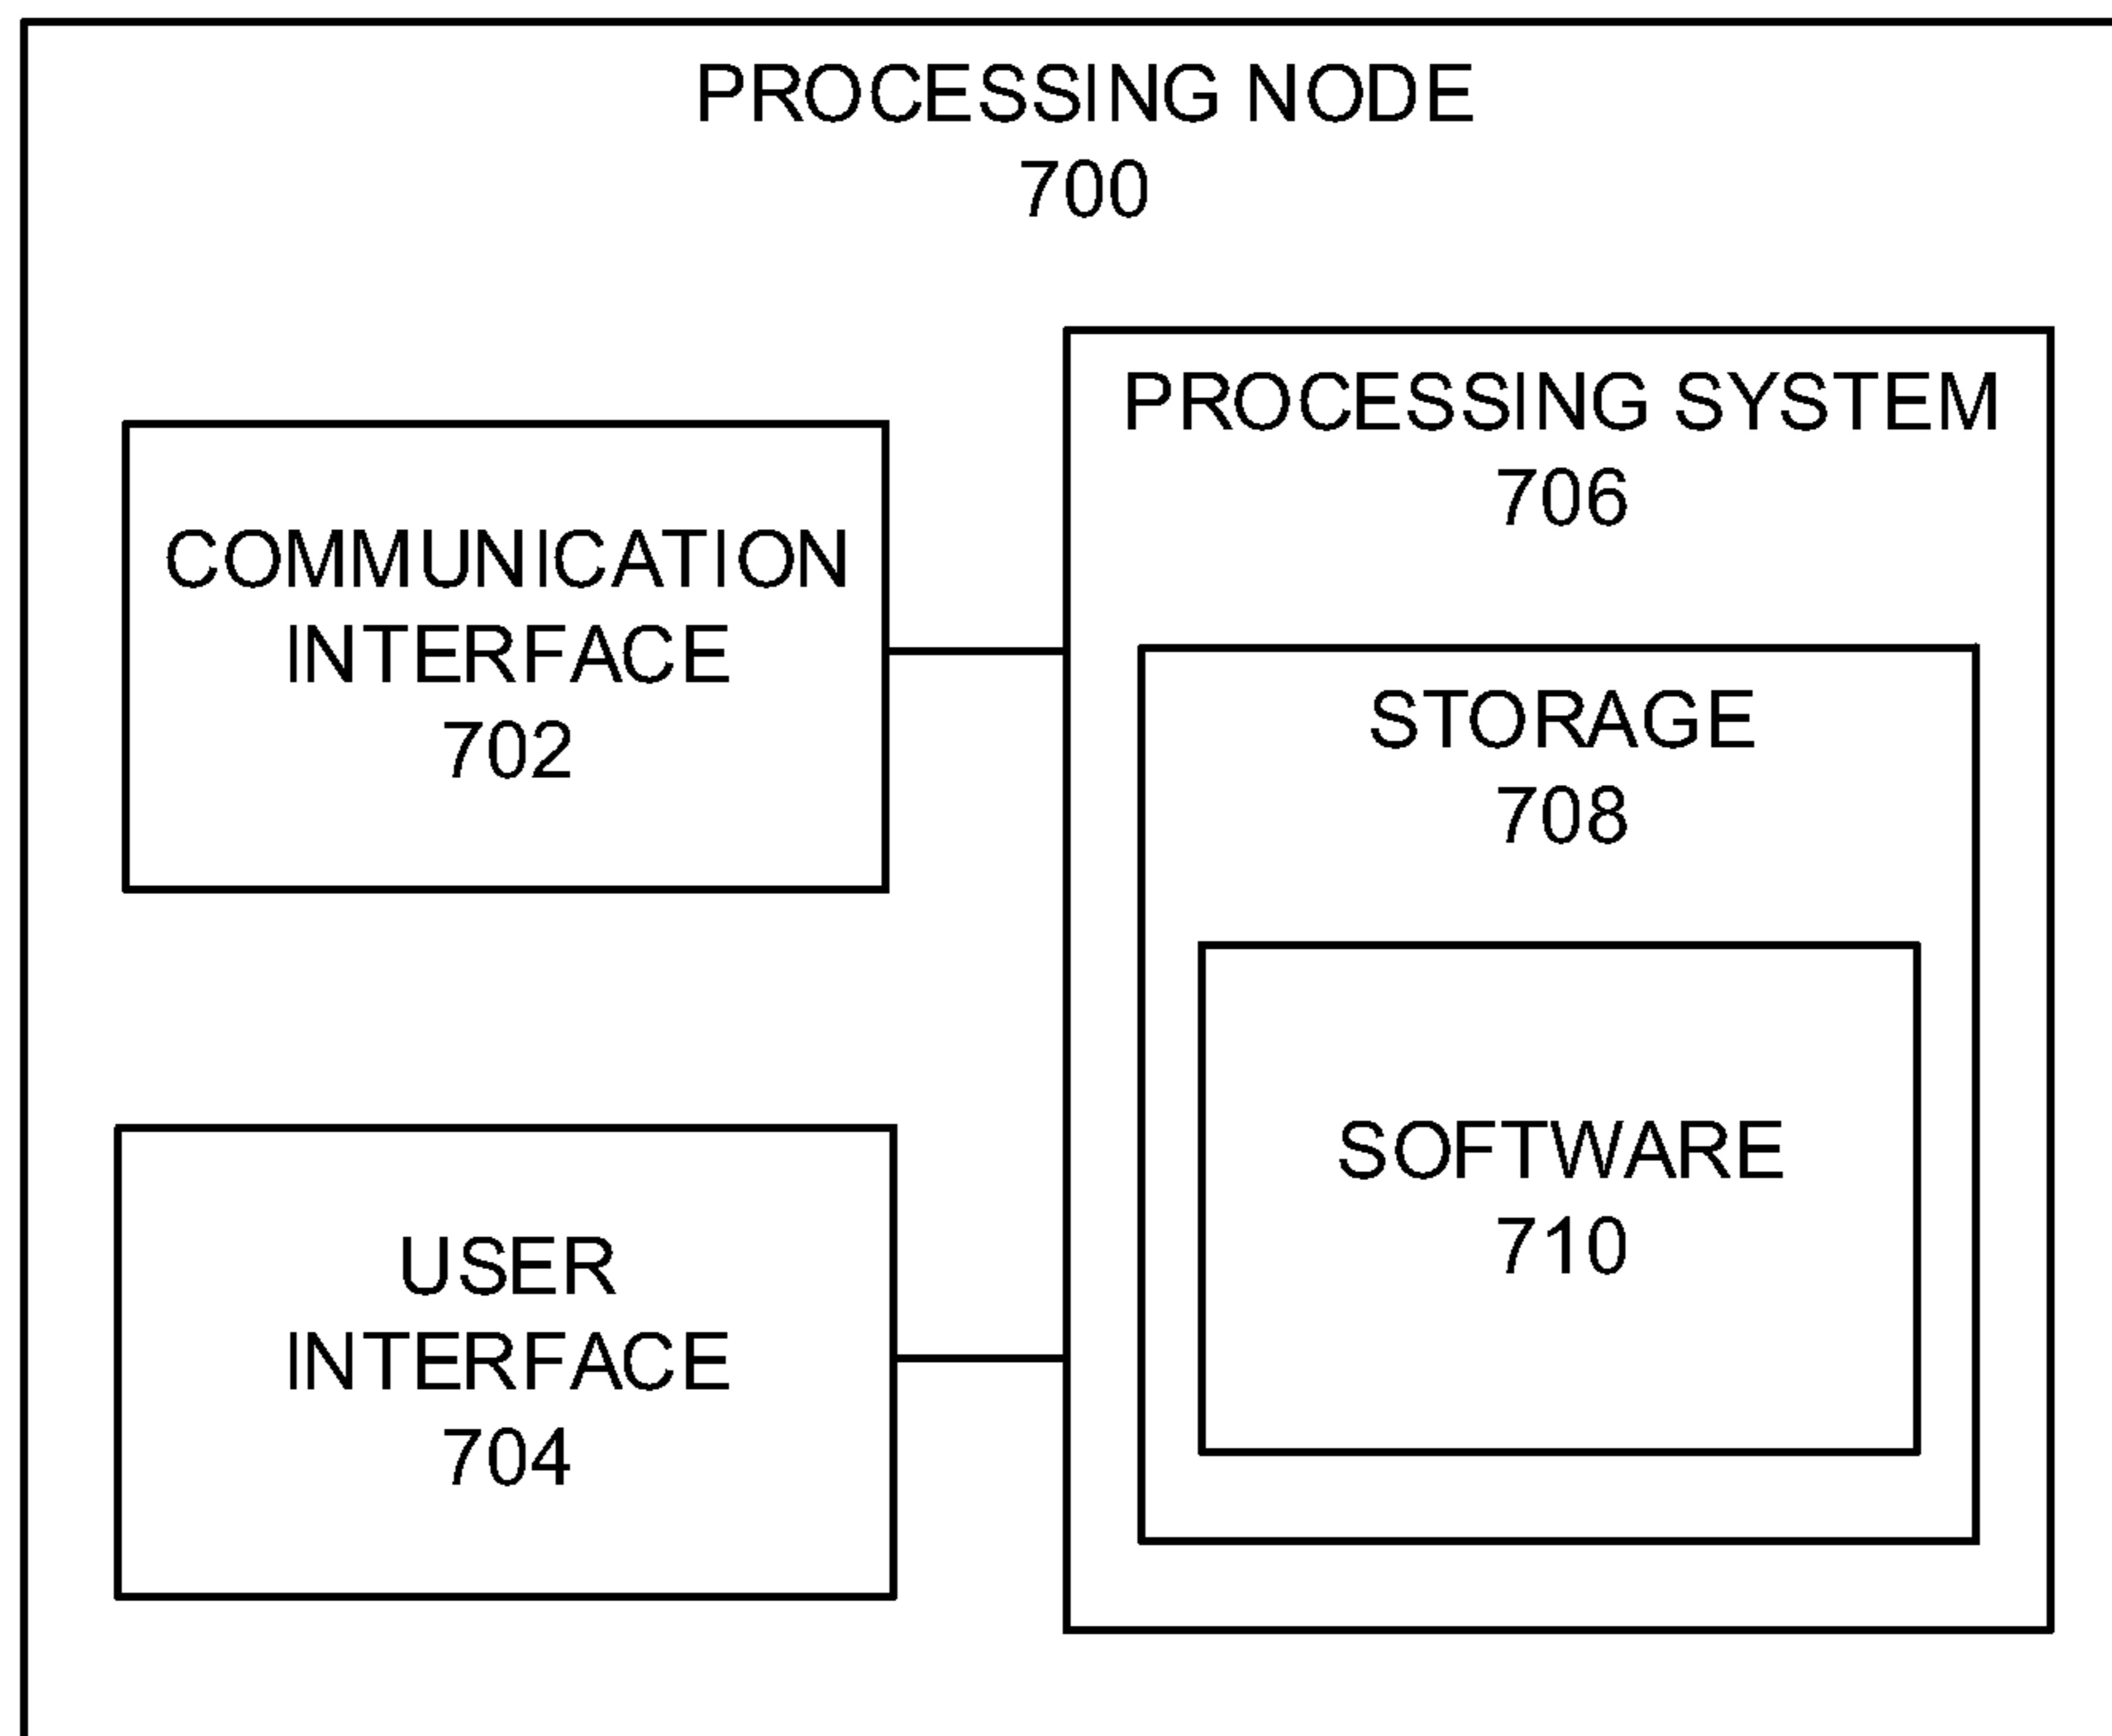 PROCESSING NODE
700
COMMUNICATION
INTERFACE
702
USER
INTERFACE
704
PROCESSING SYSTEM
706
STORAGE
708
SOFTWARE
710